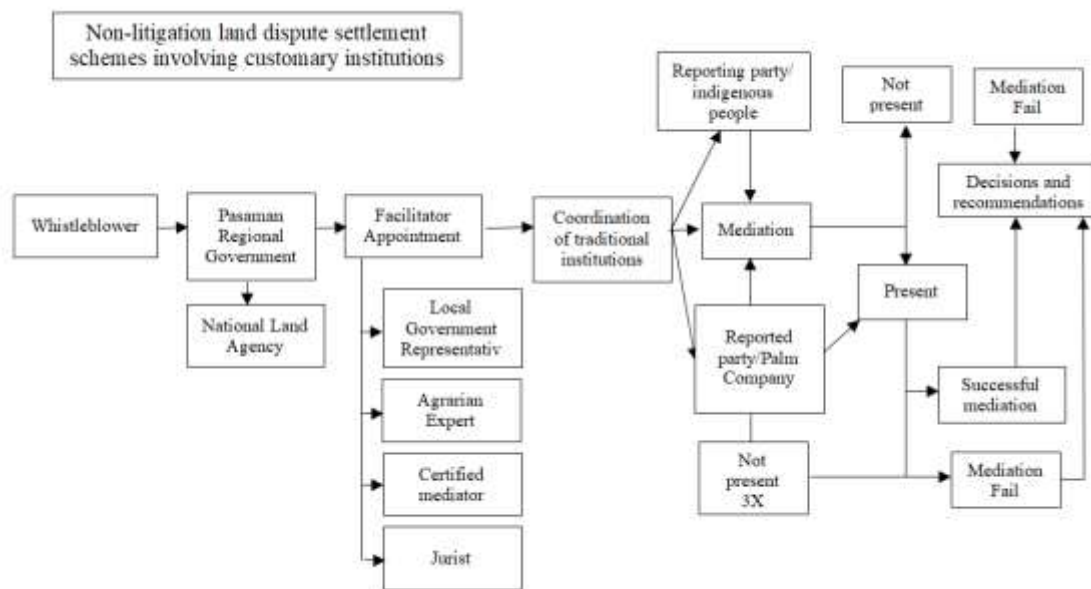 Non-litigation land dispute settlement
schemes involving customary institutions
Reporting party/
indigenous
people
Not
present
Mediation
Fail
Whistleblower
Pasaman
Regional
Government
Facilitator
Appointment
Coordination
of traditional
institutions
Mediation
Decisions and
recommendations
Present
National Land
Agency
Local
Government
Representativ
Reported
party/Palm
Company
Successful
mediation
Agrarian
Expert
Certified
mediator
Not
present
3X
Mediation
Fail
Jurist